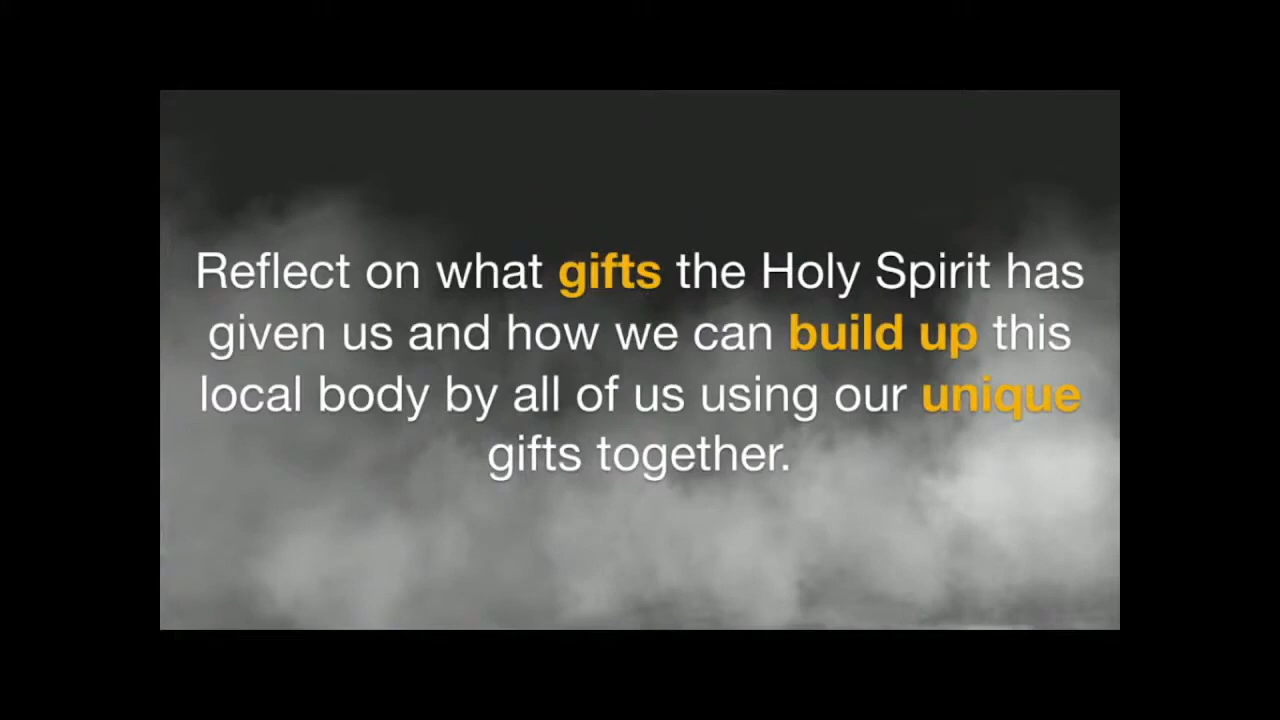 Reflect on what gifts the Holy Spirit has
given us and how we can build up this
local body by all of us using our unique
gifts together.